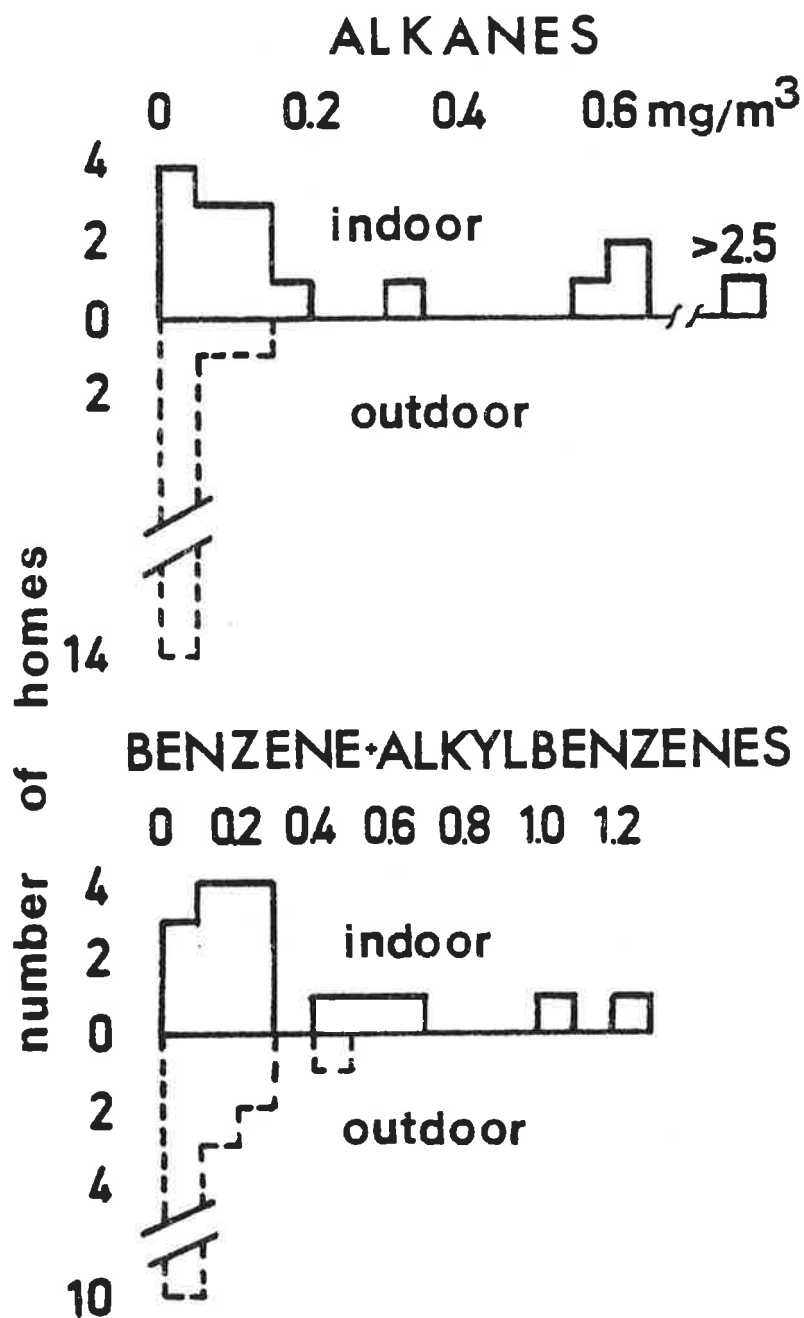 ALKANES
0 0.2 0.4 0.6 mg/m³
4
indoor
2
>2.5
0
2
outdoor
14
number of homes
BENZENE+ALKYLBENZENES
0 0.2 0.4 0.6 0.8 1.0 1.2
4
indoor
2
0
2
outdoor
4
10